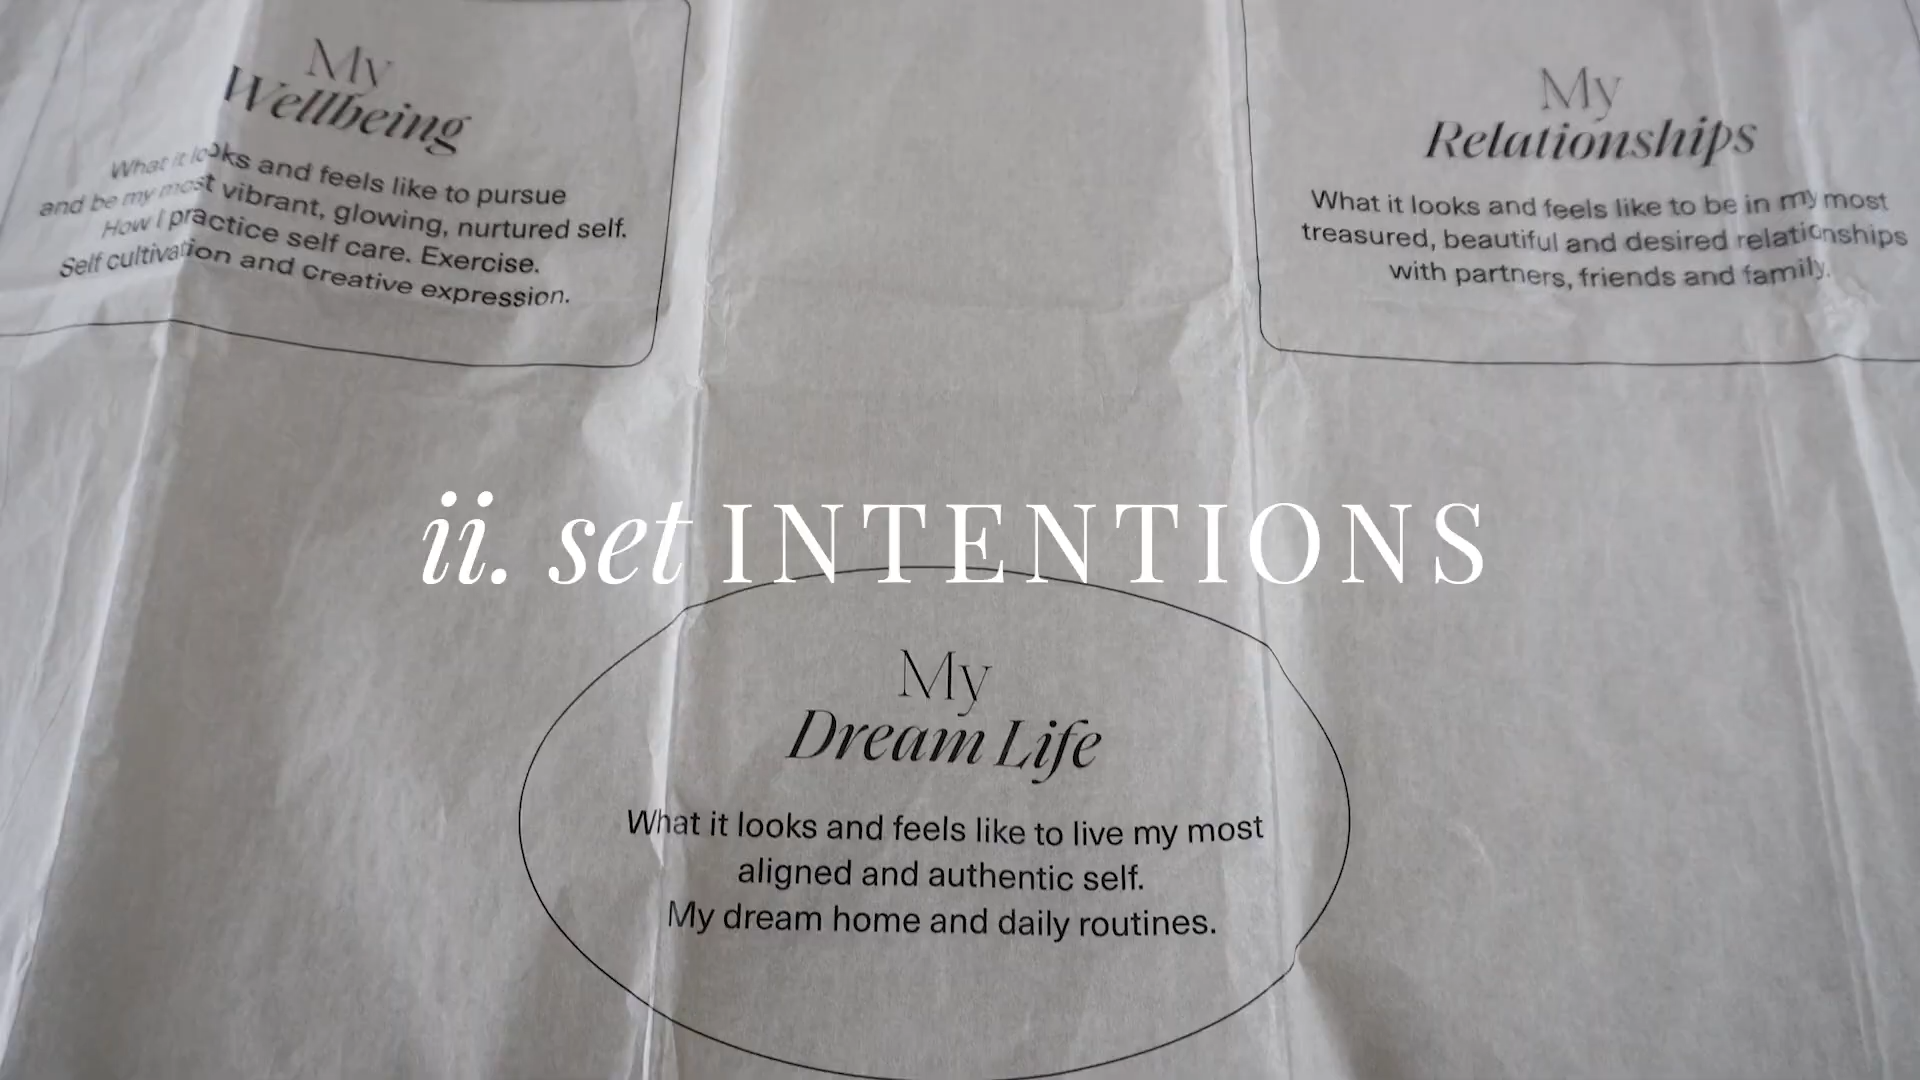 My
Wellbeing
What it looks and feels like to pursue
and be my most vibrant, glowing, nurtured self.
How I practice self care. Exercise.
Self cultivation and creative expression.
My
Relationships
What it looks and feels like to be in my most
treasured, beautiful and desired relationships
with partners, friends and family.
ii. set INTENTIONS
My
Dream Life
What it looks and feels like to live my most
aligned and authentic self.
My dream home and daily routines.